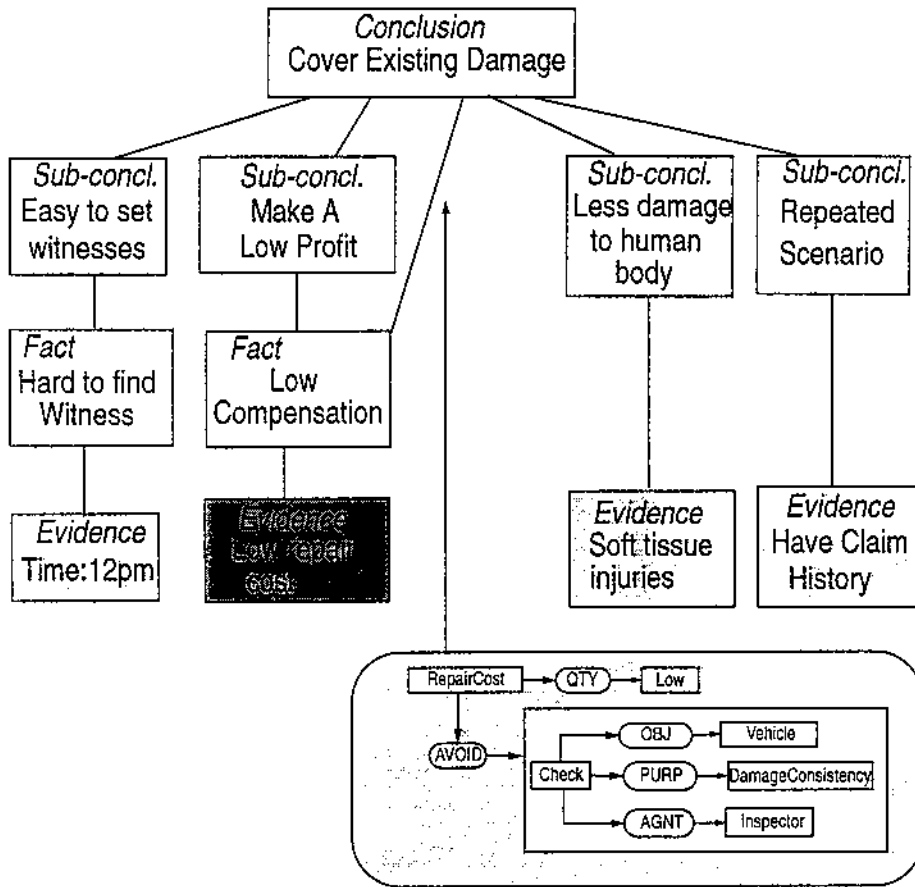 Conclusion
Cover Existing Damage
Sub-concl.
Easy to set
witnesses
Sub-concl.
Make A
Low Profit
Sub-concl.
Less damage
to human
body
Sub-concl.
Repeated
Scenario
Fact
Hard to find
Witness
Fact
Low
Compensation
Evidence
Time:12pm
Evidence
Low repair
cost
Evidence
Soft tissue
injuries
Evidence
Have Claim
History
RepairCost
QTY
Low
AVOID
Check
OBJ
Vehicle
PURP
DamageConsistency
AGNT
Inspector